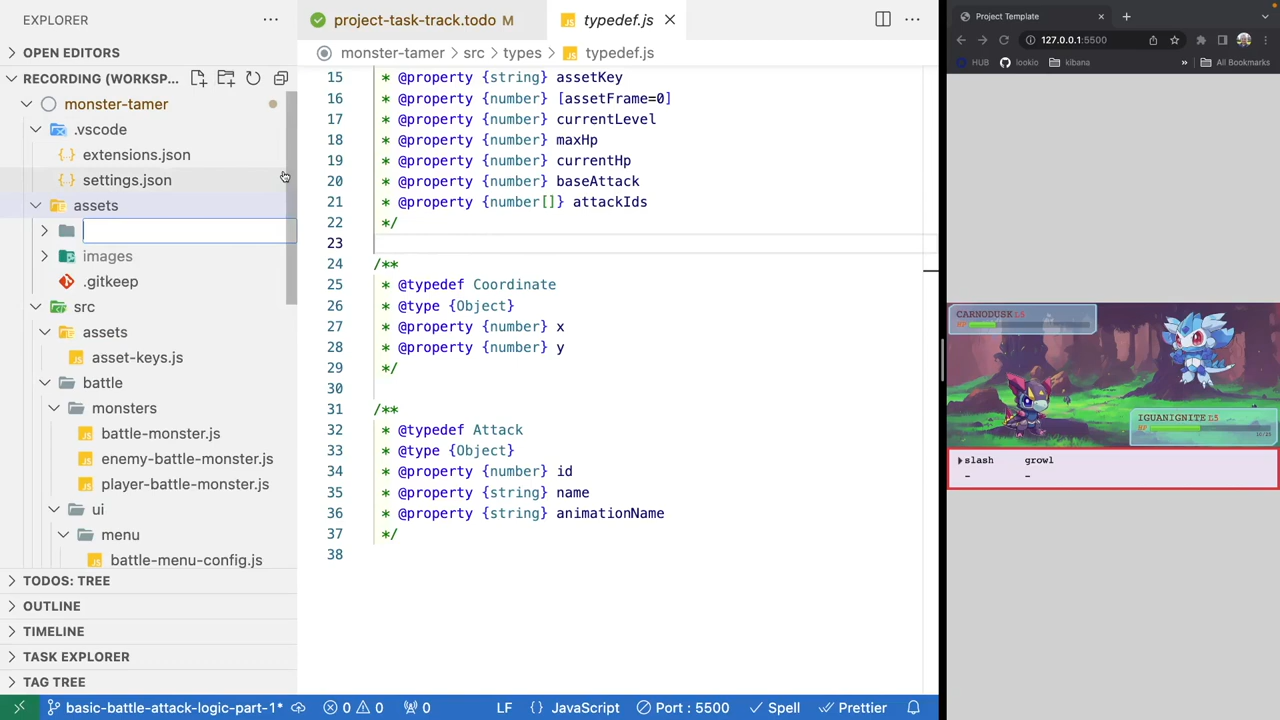 EXPLORER
OPEN EDITORS
RECORDING (WORKSP...
monster-tamer
.vscode
extensions.json
settings.json
assets
images
.gitkeep
src
assets
asset-keys.js
battle
monsters
battle-monster.js
enemy-battle-monster.js
player-battle-monster.js
ui
menu
battle-menu-config.js
TODOS: TREE
OUTLINE
TIMELINE
TASK EXPLORER
TAG TREE
project-task-track.todo M
typedef.js
monster-tamer > src > types > typedef.js
15 * @property {string} assetKey
16 * @property {number} [assetFrame=0]
17 * @property {number} currentLevel
18 * @property {number} maxHp
19 * @property {number} currentHp
20 * @property {number} baseAttack
21 * @property {number[]} attackIds
22 */
23
24 /**
25 * @typedef Coordinate
26 * @type {Object}
27 * @property {number} x
28 * @property {number} y
29 */
30
31 /**
32 * @typedef Attack
33 * @type {Object}
34 * @property {number} id
35 * @property {string} name
36 * @property {string} animationName
37 */
38
basic-battle-attack-logic-part-1* 0 0 0 LF {} JavaScript Port : 5500 Spell Prettier
Project Template
127.0.0.1:5500
HUB lookio kibana » All Bookmarks
CARNODUSK L5
HP
IGUANIGNITE L5
HP
slash growl
- -